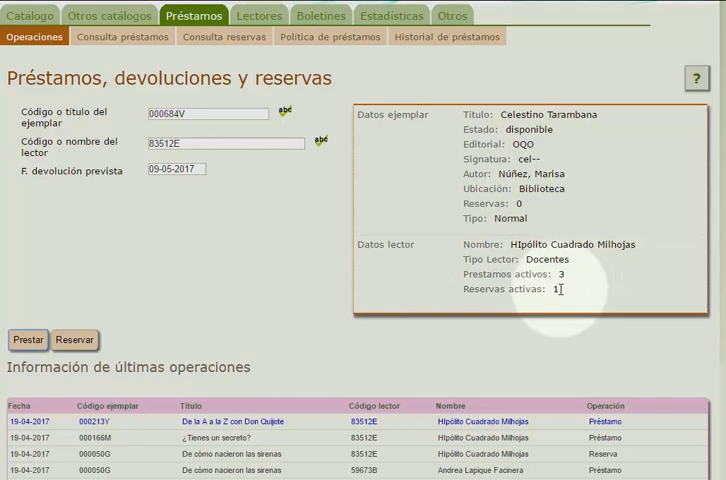 Catálogo Otros catálogos Préstamos Lectores Boletines Estadísticas Otros
Operaciones Consulta préstamos Consulta reservas Política de préstamos Historial de préstamos
Préstamos, devoluciones y reservas
?
Código o título del ejemplar 000684V abc
Código o nombre del lector 83512E abc
F. devolución prevista 09-05-2017
Datos ejemplar Título: Celestino Tarambana
Estado: disponible
Editorial: OQO
Signatura: cel--
Autor: Núñez, Marisa
Ubicación: Biblioteca
Reservas: 0
Tipo: Normal
Datos lector Nombre: HIpólito Cuadrado Milhojas
Tipo Lector: Docentes
Prestamos activos: 3
Reservas activas: 1
Prestar Reservar
Información de últimas operaciones
Fecha Código ejemplar Título Código lector Nombre Operación
19-04-2017 000213Y De la A a la Z con Don Quijote 83512E HIpólito Cuadrado Milhojas Préstamo
19-04-2017 000166M ¿Tienes un secreto? 83512E HIpólito Cuadrado Milhojas Préstamo
19-04-2017 000050G De cómo nacieron las sirenas 83512E HIpólito Cuadrado Milhojas Reserva
19-04-2017 000050G De cómo nacieron las sirenas 59673B Andrea Lapique Facinera Préstamo